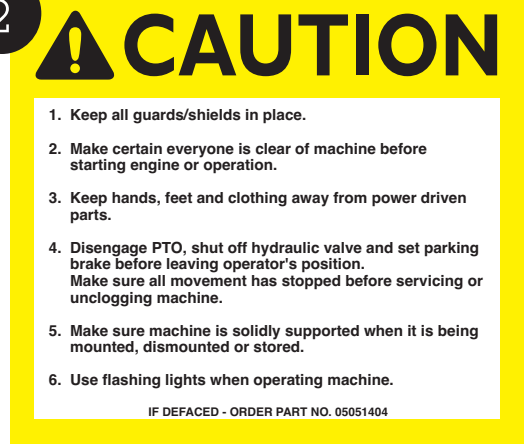 2
CAUTION
1. Keep all guards/shields in place.
2. Make certain everyone is clear of machine before
starting engine or operation.
3. Keep hands, feet and clothing away from power driven
parts.
4. Disengage PTO, shut off hydraulic valve and set parking
brake before leaving operator's position.
Make sure all movement has stopped before servicing or
unclogging machine.
5. Make sure machine is solidly supported when it is being
mounted, dismounted or stored.
6. Use flashing lights when operating machine.
IF DEFACED - ORDER PART NO. 05051404